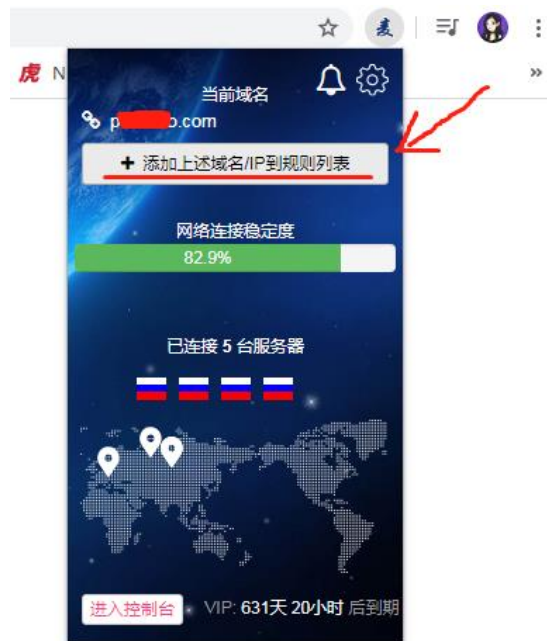 麦
虎 N
»
当前域名
p o.com
+ 添加上述域名/IP到规则列表
网络连接稳定度
82.9%
已连接 5 台服务器
进入控制台 VIP: 631天 20小时 后到期